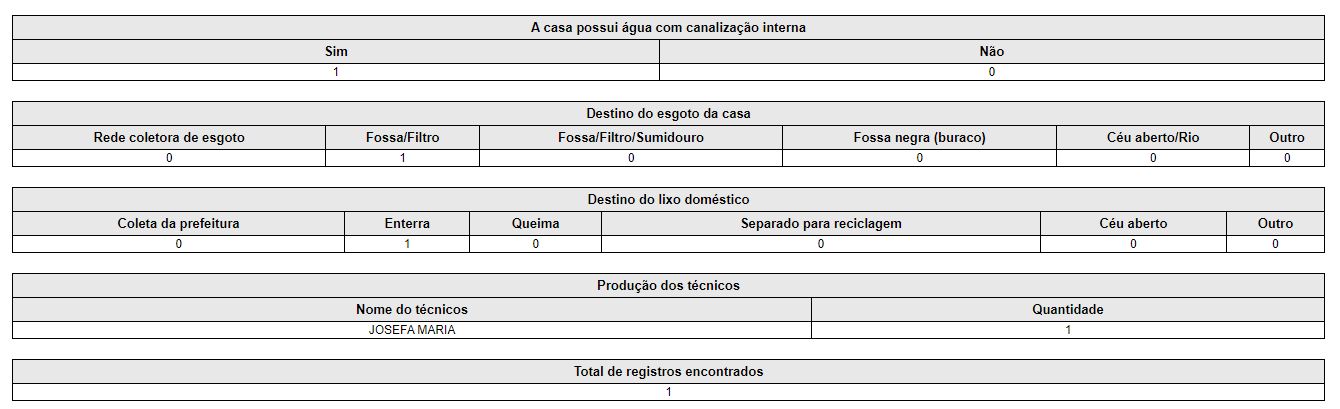 A casa possui água com canalização interna
Sim Não
1 0
Destino do esgoto da casa
Rede coletora de esgoto Fossa/Filtro Fossa/Filtro/Sumidouro Fossa negra (buraco) Céu aberto/Rio Outro
0 1 0 0 0 0
Destino do lixo doméstico
Coleta da prefeitura Enterra Queima Separado para reciclagem Céu aberto Outro
0 1 0 0 0 0
Produção dos técnicos
Nome do técnicos Quantidade
JOSEFA MARIA 1
Total de registros encontrados
1